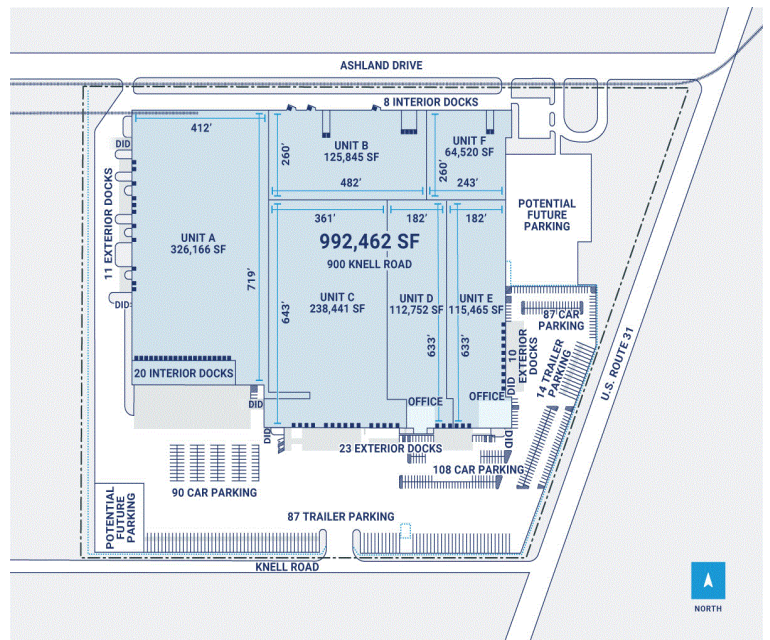 ASHLAND DRIVE
8 INTERIOR DOCKS
412'
DID
260'
UNIT B
125,845 SF
UNIT F
64,520 SF
260'
482'
243'
11 EXTERIOR DOCKS
UNIT A
326,166 SF
719'
361'
182'
182'
992,462 SF
900 KNELL ROAD
POTENTIAL
FUTURE
PARKING
643'
UNIT C
238,441 SF
UNIT D
112,752 SF
UNIT E
115,465 SF
633'
633'
DID
87 CAR
PARKING
10
EXTERIOR
DOCKS
14 TRAILER
PARKING
U.S. ROUTE 31
20 INTERIOR DOCKS
DID
OFFICE
OFFICE
DID
DID
DID
23 EXTERIOR DOCKS
108 CAR PARKING
90 CAR PARKING
POTENTIAL
FUTURE
PARKING
87 TRAILER PARKING
KNELL ROAD
NORTH